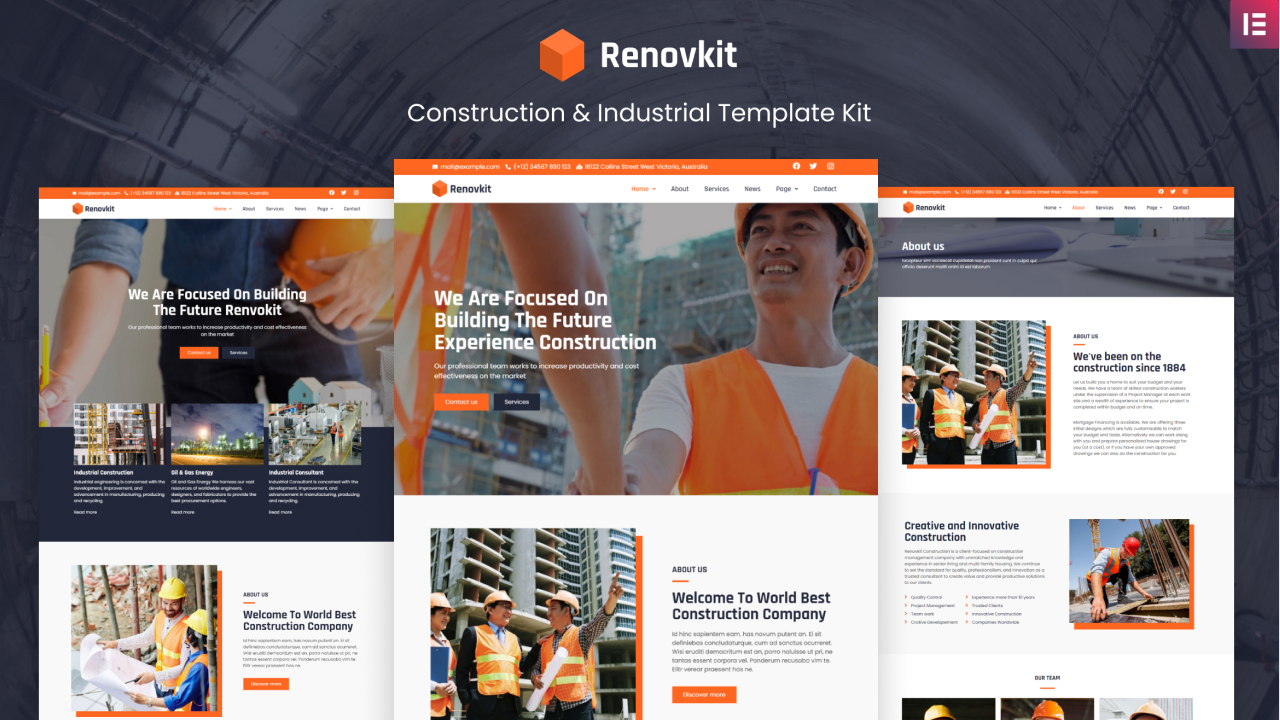 Renovkit
Construction & Industrial Template Kit
mail@example.com (+12) 34567 890 123 16122 Collins Street West Victoria, Australia
Renovkit
Home About Services News Page Contact
We Are Focused On Building
The Future Renvokit
Our professional team works to increase productivity and cost effectiveness
on the market
Contact us Services
Industrial Construction
Industrial engineering is concerned with the
development, improvement, and
advancement in manufacturing, producing
and recycling.
Read more
Oil & Gas Energy
Oil and Gas Energy We harness our vast
resources of worldwide engineers,
designers, and fabricators to provide the
best procurement options.
Read more
Industrial Consultant
Industrial Consultant is concerned with the
development, improvement, and
advancement in manufacturing, producing
and recycling.
Read more
ABOUT US
Welcome To World Best
Construction Company
Id hinc sapientem eam, has novum putent an. Ei sit
definiebas concludaturque, cum ad sanctus ocurreret.
Wisi eruditi democritum est an, porro noluisse ut pri, ne
tantas essent corpora vel. Ponderum recusabo vim te.
Elitr verear praesent has ne.
Discover more
mail@example.com (+12) 34567 890 123 16122 Collins Street West Victoria, Australia
Renovkit
Home About Services News Page Contact
We Are Focused On
Building The Future
Experience Construction
Our professional team works to increase productivity and cost
effectiveness on the market
Contact us Services
ABOUT US
Welcome To World Best
Construction Company
Id hinc sapientem eam, has novum putent an. Ei sit
definiebas concludaturque, cum ad sanctus ocurreret.
Wisi eruditi democritum est an, porro noluisse ut pri, ne
tantas essent corpora vel. Ponderum recusabo vim te.
Elitr verear praesent has ne.
Discover more
mail@example.com (+12) 34567 890 123 16122 Collins Street West Victoria, Australia
Renovkit
Home About Services News Page Contact
About us
Excepteur sint occaecat cupidatat non proident sunt in culpa qui
officia deserunt mollit anim id est laborum
ABOUT US
We've been on the
construction since 1884
Let us build you a home to suit your budget and your
needs. We have a team of skilled construction workers
under the supervision of a Project Manager at each work
site and a wealth of experience to ensure your project is
completed within budget and on time.
Mortgage Financing is available. We are offering three
initial designs which are fully customizable to match
your budget and taste. Alternatively we can work along
with you and prepare personalised house drawings for
you (at a cost), or if you have your own approved
drawings we can also do the construction for you.
Creative and Innovative
Construction
Renovkit Construction is a client-focused on construction
management company with unmatched knowledge and
experience in senior living and multi-family housing. We continue
to set the standard for quality, professionalism, and innovation as a
trusted consultant to create value and provide productive solutions
to our clients.
Quality Control
Project Management
Team work
Crative Developement
Experience more than 10 years
Trusted Clients
Innovative Construction
Companies Worldwide
OUR TEAM